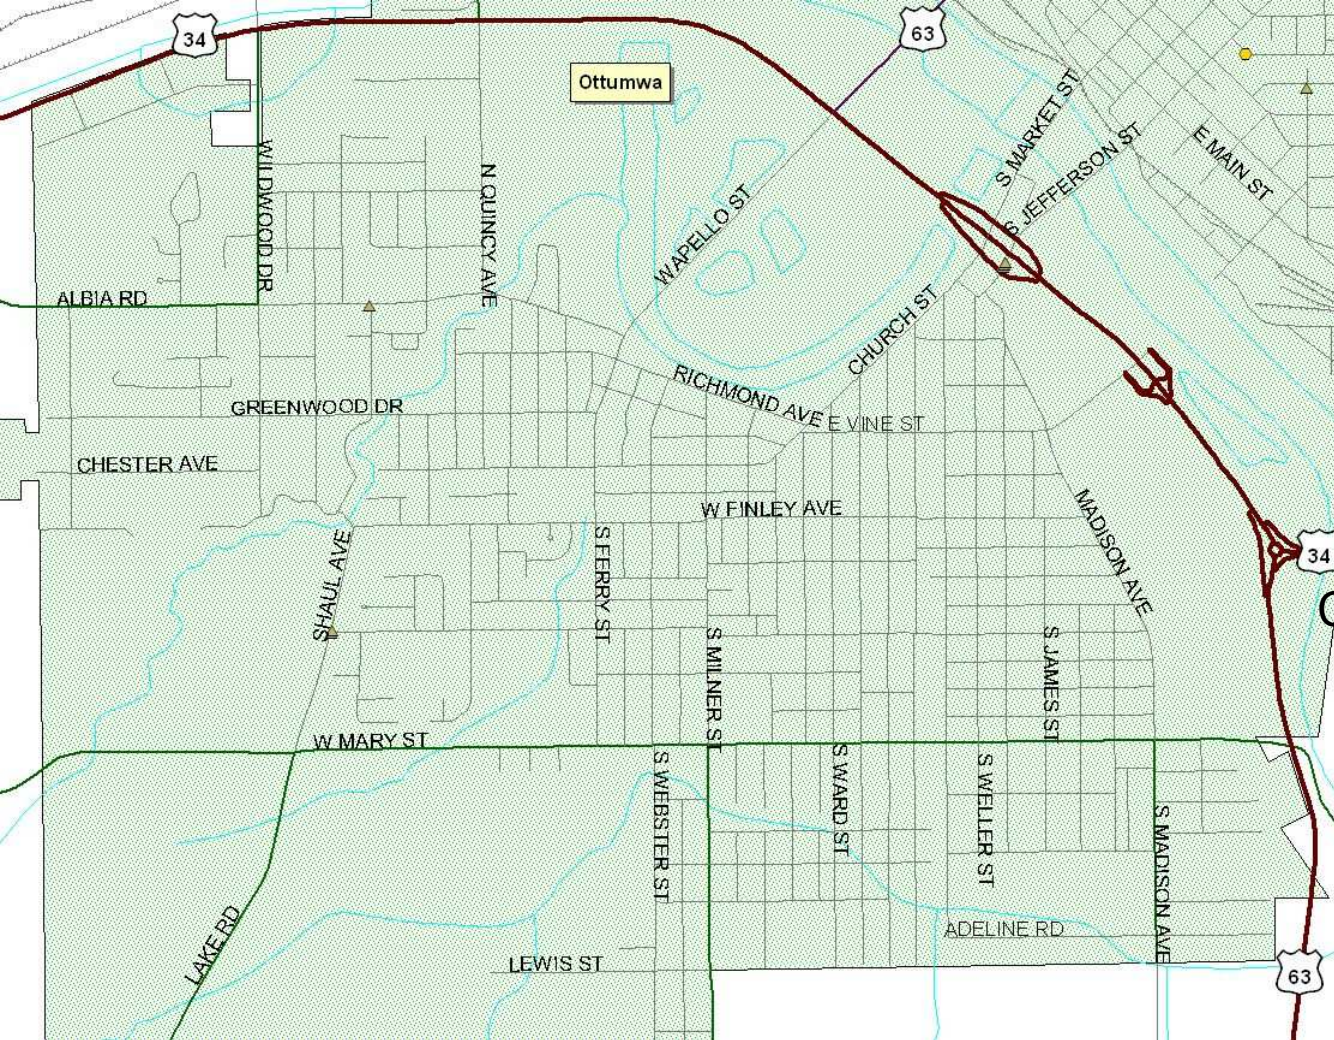 34
63
Ottumwa
S MARKET ST
S JEFFERSON ST
E MAIN ST
WILDWOOD DR
N QUINCY AVE
WAPELLO ST
ALBIA RD
CHURCH ST
RICHMOND AVE
E VINE ST
GREENWOOD DR
CHESTER AVE
W FINLEY AVE
MADISON AVE
SHAUL AVE
S FERRY ST
34
S MILNER ST
S JAMES ST
W MARY ST
S WEBSTER ST
S WARD ST
S WELLER ST
S MADISON AVE
LAKE RD
ADELINE RD
LEWIS ST
63